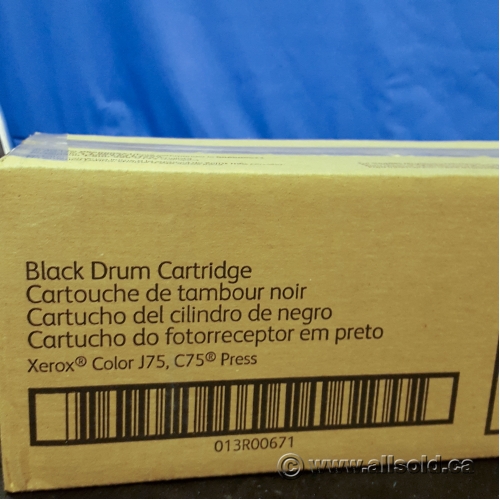 Black Drum Cartridge
Cartouche de tambour noir
Cartucho del cilindro de negro
Cartucho do fotorreceptor em preto
Xerox® Color J75, C75® Press
013R00671
© www.allsold.ca